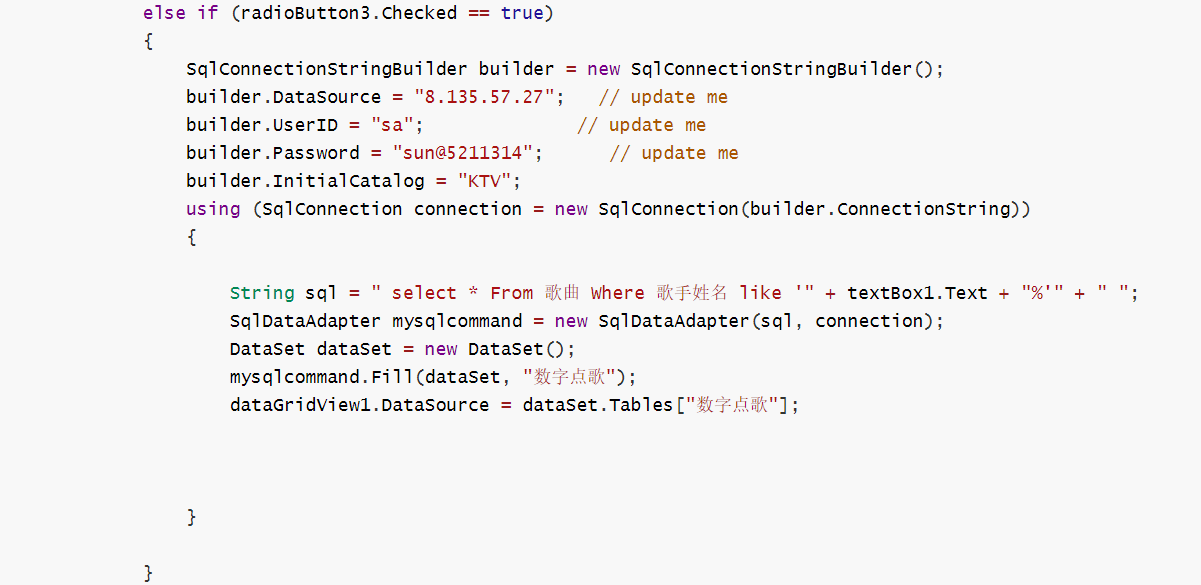 else if (radioButton3.Checked == true)
{
SqlConnectionStringBuilder builder = new SqlConnectionStringBuilder();
builder.DataSource = "8.135.57.27";   // update me
builder.UserID = "sa";              // update me
builder.Password = "sun@5211314";      // update me
builder.InitialCatalog = "KTV";
using (SqlConnection connection = new SqlConnection(builder.ConnectionString))
{
String sql = " select * From 歌曲 Where 歌手姓名 like '" + textBox1.Text + "%'" + " ";
SqlDataAdapter mysqlcommand = new SqlDataAdapter(sql, connection);
DataSet dataSet = new DataSet();
mysqlcommand.Fill(dataSet, "数字点歌");
dataGridView1.DataSource = dataSet.Tables["数字点歌"];
}
}